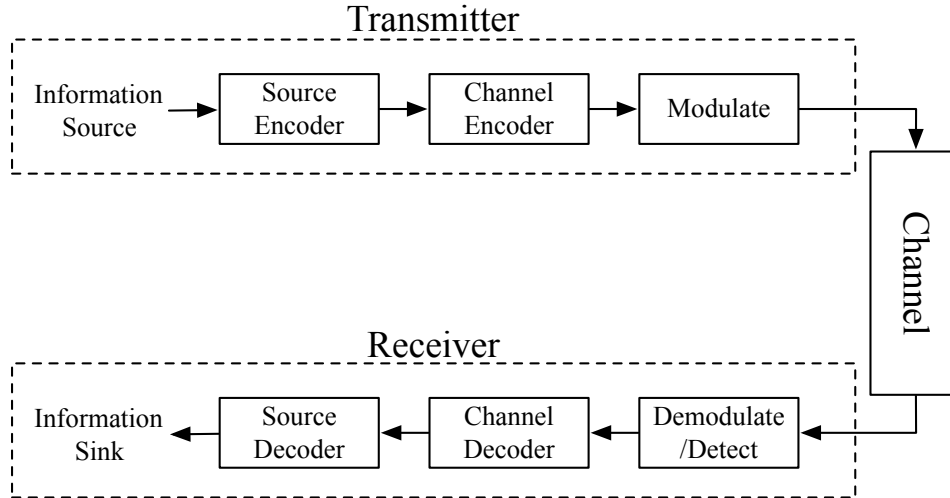 Transmitter
Information
Source
Source
Encoder
Channel
Encoder
Modulate
Channel
Receiver
Information
Sink
Source
Decoder
Channel
Decoder
Demodulate
/Detect